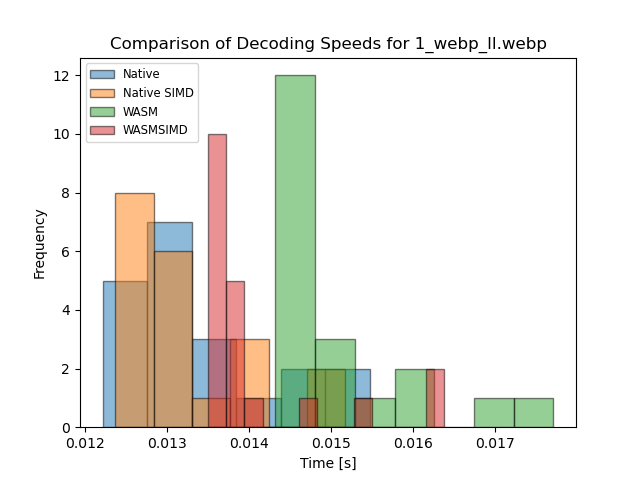 Comparison of Decoding Speeds for 1_webp_ll.webp
Native
Native SIMD
WASM
WASMSIMD
Frequency
12
10
8
6
4
2
0
0.012 0.013 0.014 0.015 0.016 0.017
Time [s]